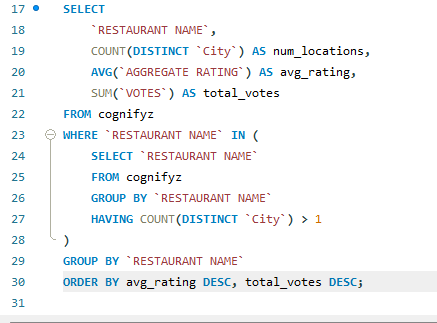 17 SELECT
18 `RESTAURANT NAME`,
19 COUNT(DISTINCT `City`) AS num_locations,
20 AVG(`AGGREGATE RATING`) AS avg_rating,
21 SUM(`VOTES`) AS total_votes
22 FROM cognifyz
23 WHERE `RESTAURANT NAME` IN (
24 SELECT `RESTAURANT NAME`
25 FROM cognifyz
26 GROUP BY `RESTAURANT NAME`
27 HAVING COUNT(DISTINCT `City`) > 1
28 )
29 GROUP BY `RESTAURANT NAME`
30 ORDER BY avg_rating DESC, total_votes DESC;
31